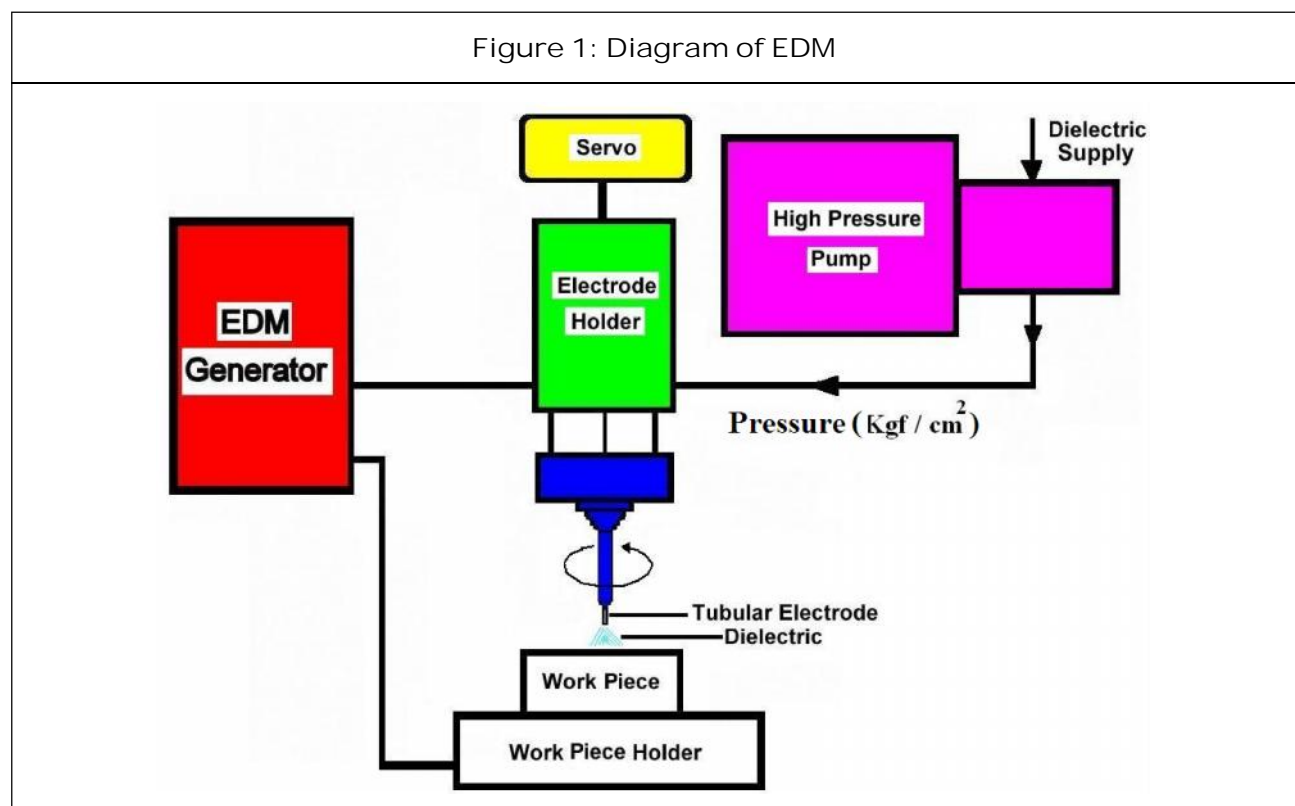 Figure 1: Diagram of EDM
Servo
Dielectric
Supply
High Pressure
Pump
Electrode
Holder
EDM
Generator
Pressure ( Kgf / cm²)
Tubular Electrode
Dielectric
Work Piece
Work Piece Holder